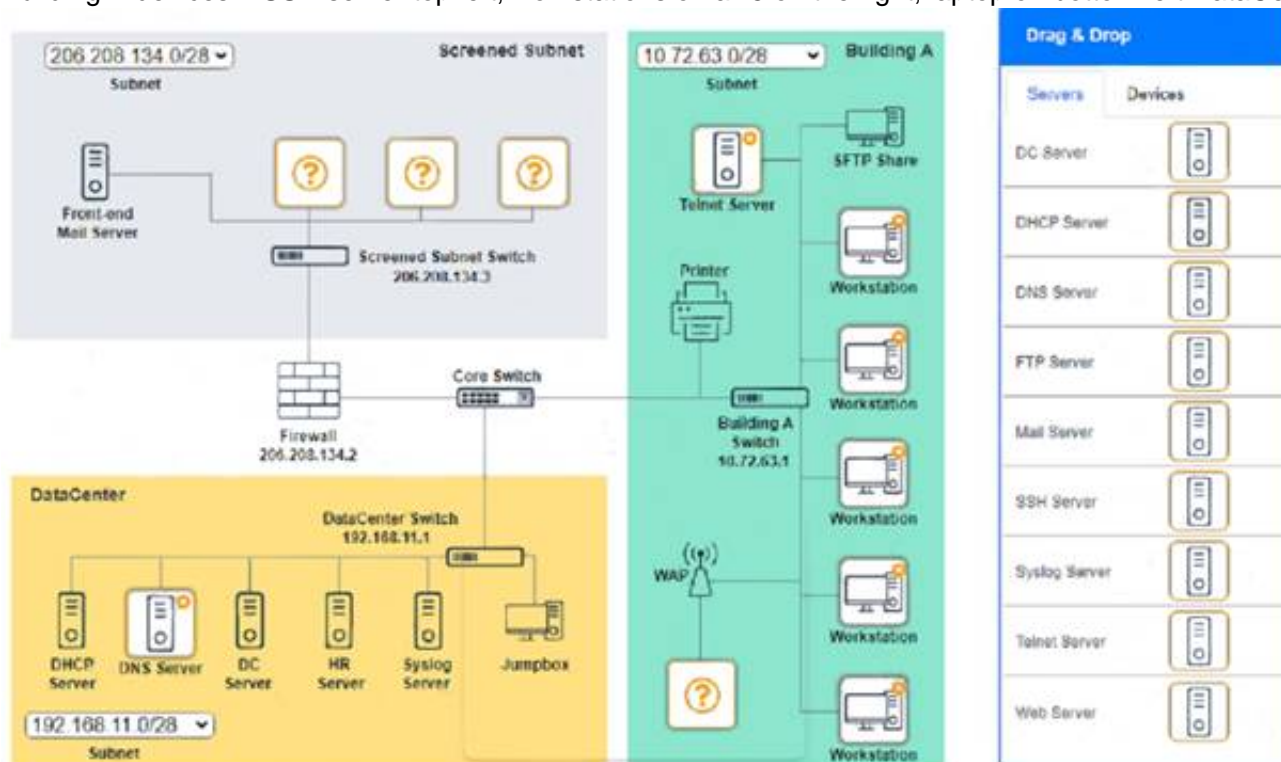 206.208.134.0/28
Subnet
Screened Subnet
Front-end
Mail Server
Screened Subnet Switch
206.208.134.3
Firewall
206.208.134.2
Core Switch
10.72.63.0/28
Subnet
Building A
Telnet Server
SFTP Share
Workstation
Printer
Workstation
Building A
Switch
10.72.63.1
Workstation
WAP
Workstation
Workstation
DataCenter
DataCenter Switch
192.168.11.1
DHCP
Server
DNS Server
DC
Server
HR
Server
Syslog
Server
Jumpbox
192.168.11.0/28
Subnet
Drag & Drop
Servers
Devices
DC Server
DHCP Server
DNS Server
FTP Server
Mail Server
SSH Server
Syslog Server
Telnet Server
Web Server